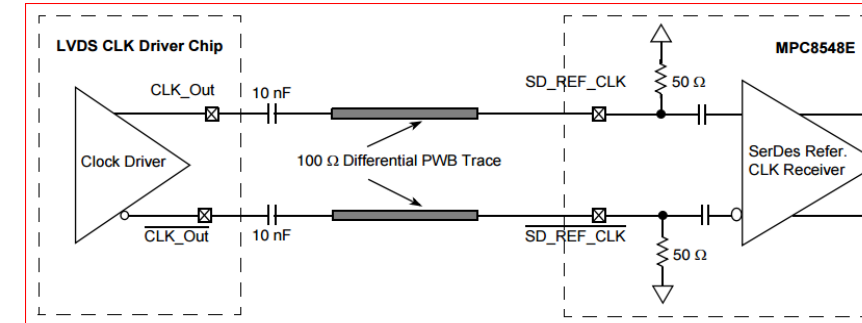 LVDS CLK Driver Chip
MPC8548E
CLK_Out
10 nF
SD_REF_CLK
50 Ω
Clock Driver
100 Ω Differential PWB Trace
SerDes Refer.
CLK Receiver
CLK_Out
10 nF
SD_REF_CLK
50 Ω